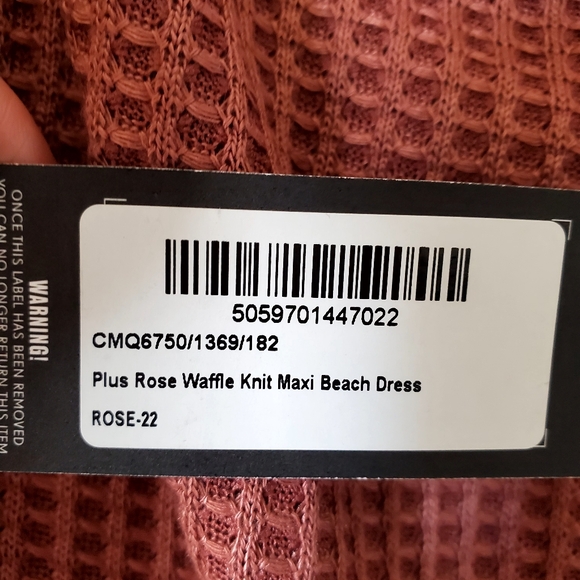 5059701447022
CMQ6750/1369/182
Plus Rose Waffle Knit Maxi Beach Dress
ROSE-22
WARNING!
ONCE THIS LABEL HAS BEEN REMOVED
YOU CAN NO LONGER RETURN THIS ITEM